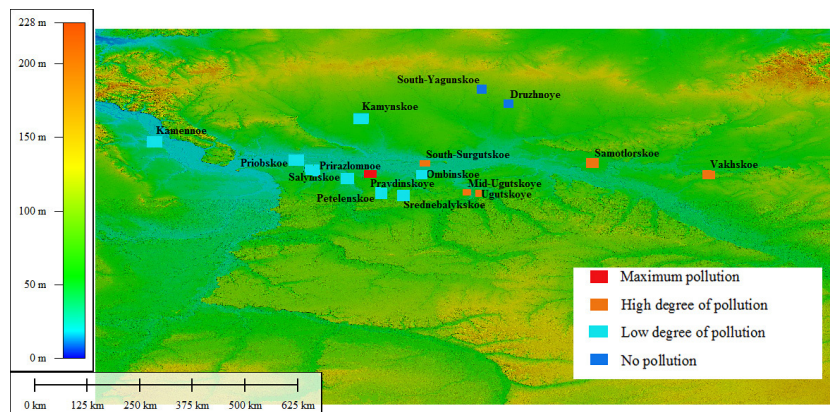 228 m
200 m
150 m
100 m
50 m
0 m
South-Yagunskoe
Druzhnoye
Kamynskoe
Kamennoe
South-Surgutskoe
Samotlorskoe
Priobskoe
Prirazlomnoe
Vakhskoe
Salymskoe
Ombinskoe
Pravdinskoye
Mid-Ugutskoye
Petelenskoe
Ugutskoye
Srednebalykskoe
Maximum pollution
High degree of pollution
Low degree of pollution
No pollution
0 km 125 km 250 km 375 km 500 km 625 km